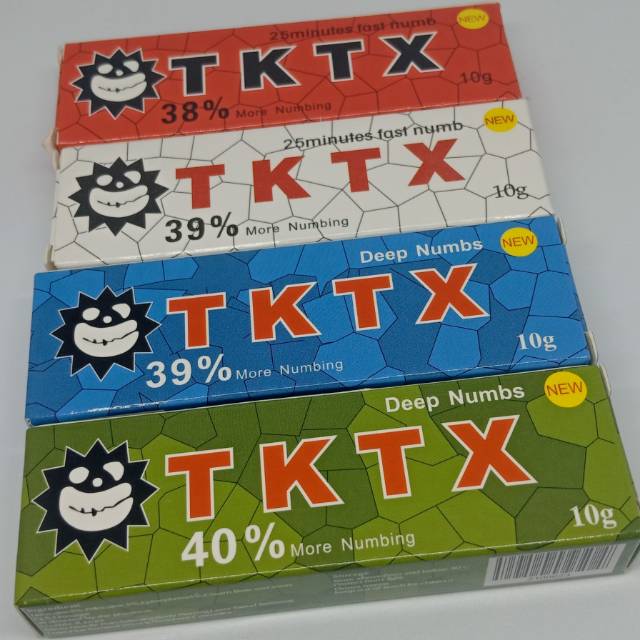 25minutes fast numb NEW
TKTX
10g
38% More Numbing
25minutes fast numb NEW
TKTX
10g
39% More Numbing
Deep Numbs NEW
TKTX
10g
39% More Numbing
Deep Numbs NEW
TKTX
10g
40% More Numbing